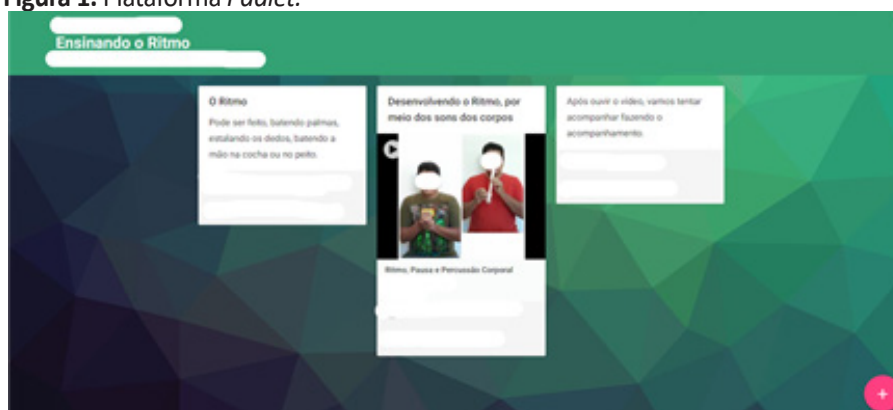 Figura 1. Plataforma Padlet.
Ensinando o Ritmo
O Ritmo
Pode ser feito, batendo palmas,
estalando os dedos, batendo a
mão na cocha ou no peito.
Desenvolvendo o Ritmo, por
meio dos sons dos corpos
Ritmo, Pausa e Percussão Corporal
Após ouvir o vídeo, vamos tentar
acompanhar fazendo o
acompanhamento.